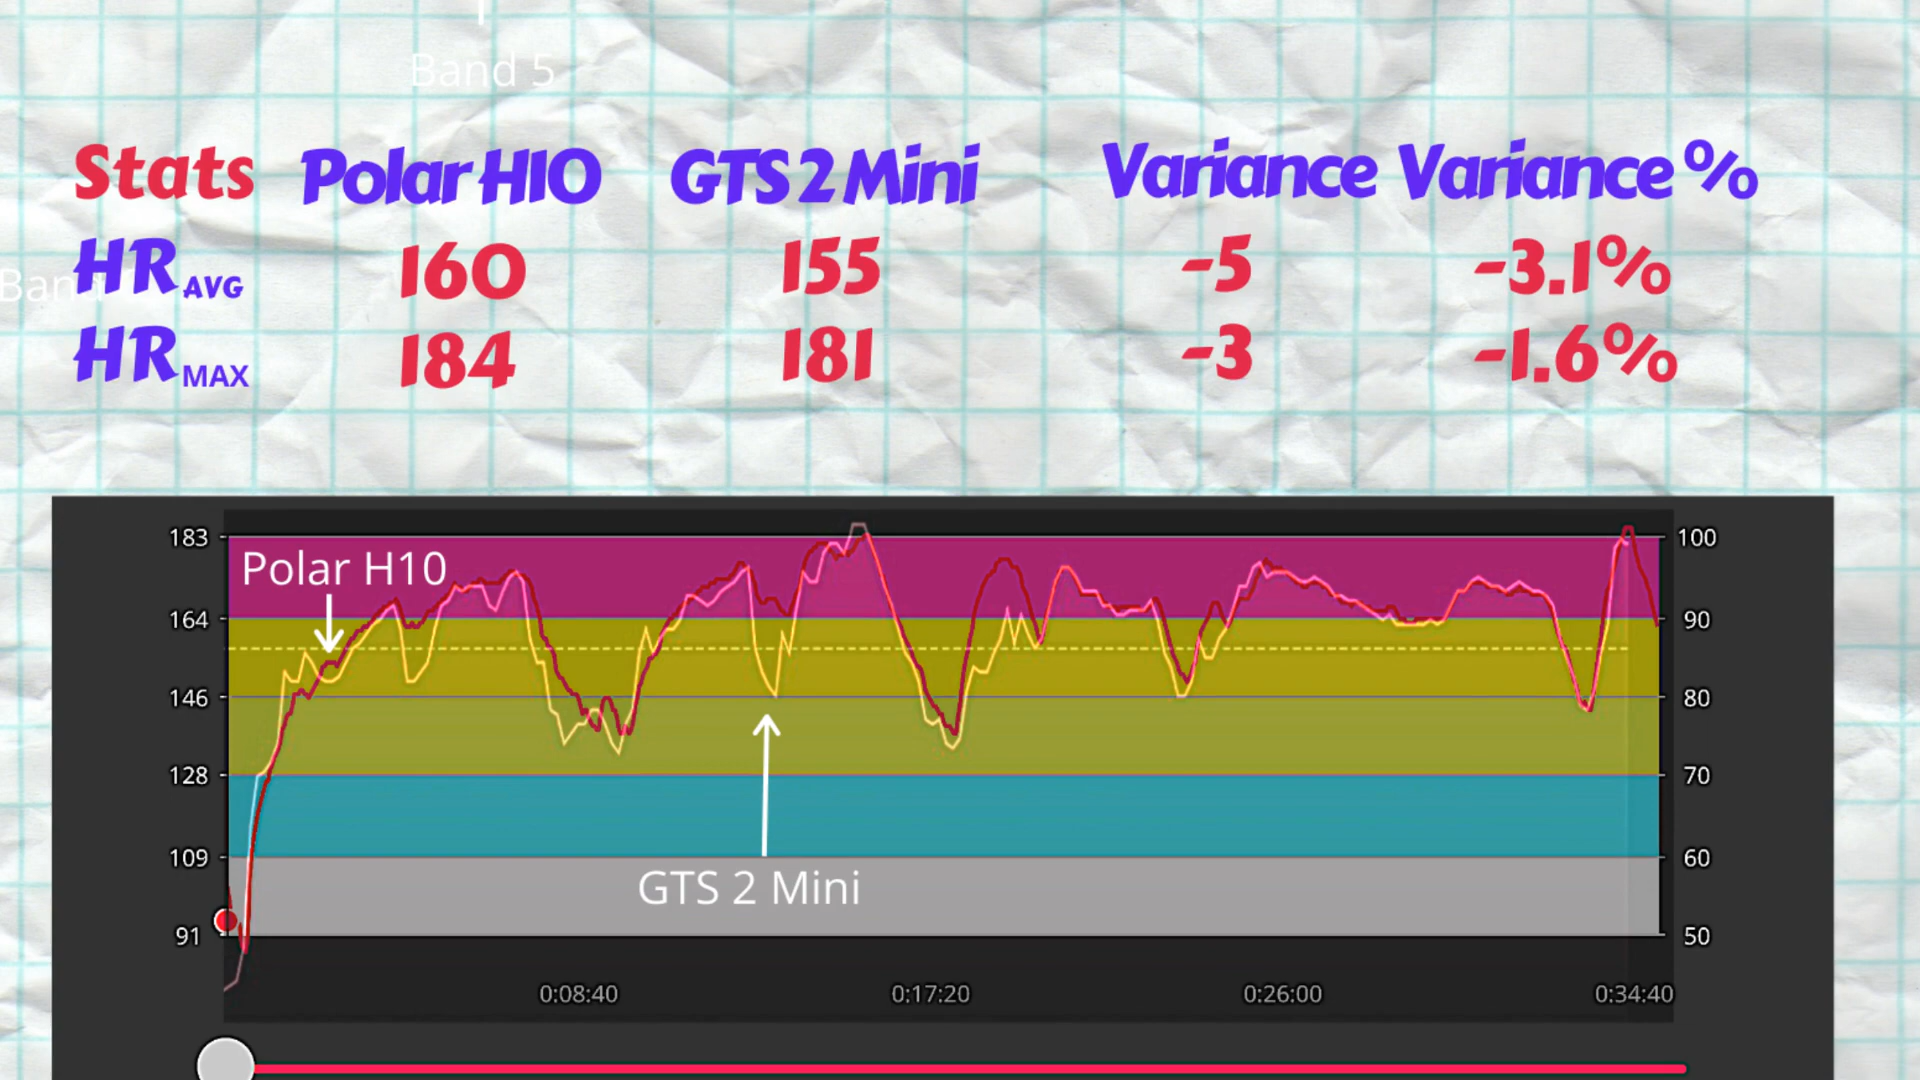 Band 5
Stats Polar H10 GTS 2 Mini Variance Variance %
Ban
HR AVG 160 155 -5 -3.1%
HR MAX 184 181 -3 -1.6%
183 100
Polar H10
164 90
146 80
128 70
109 60
GTS 2 Mini
91 50
0:08:40 0:17:20 0:26:00 0:34:40